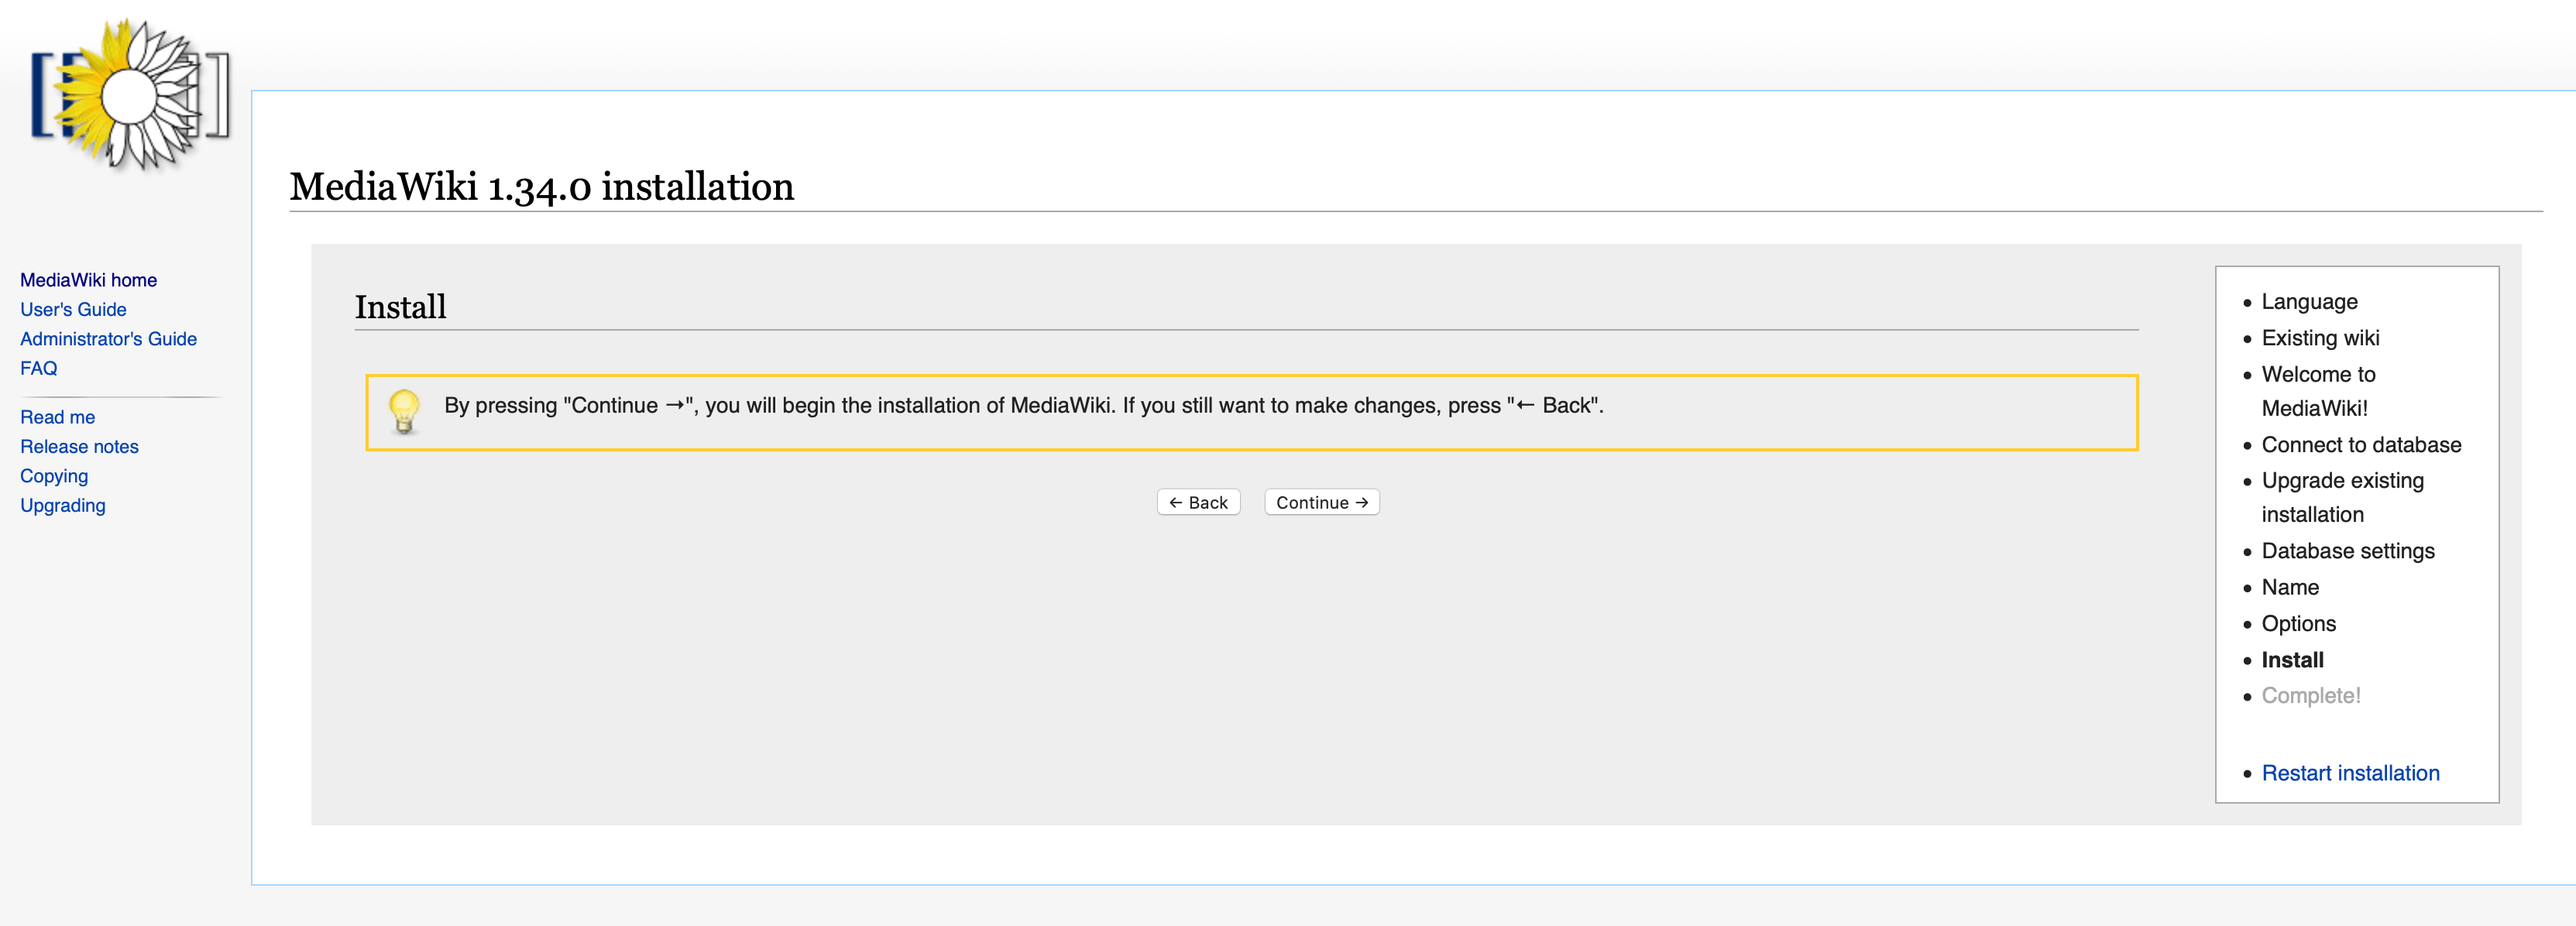 MediaWiki 1.34.0 installation
MediaWiki home
User's Guide
Administrator's Guide
FAQ
Read me
Release notes
Copying
Upgrading
Install
By pressing "Continue →", you will begin the installation of MediaWiki. If you still want to make changes, press "← Back".
← Back
Continue →
Language
Existing wiki
Welcome to
MediaWiki!
Connect to database
Upgrade existing
installation
Database settings
Name
Options
Install
Complete!
Restart installation